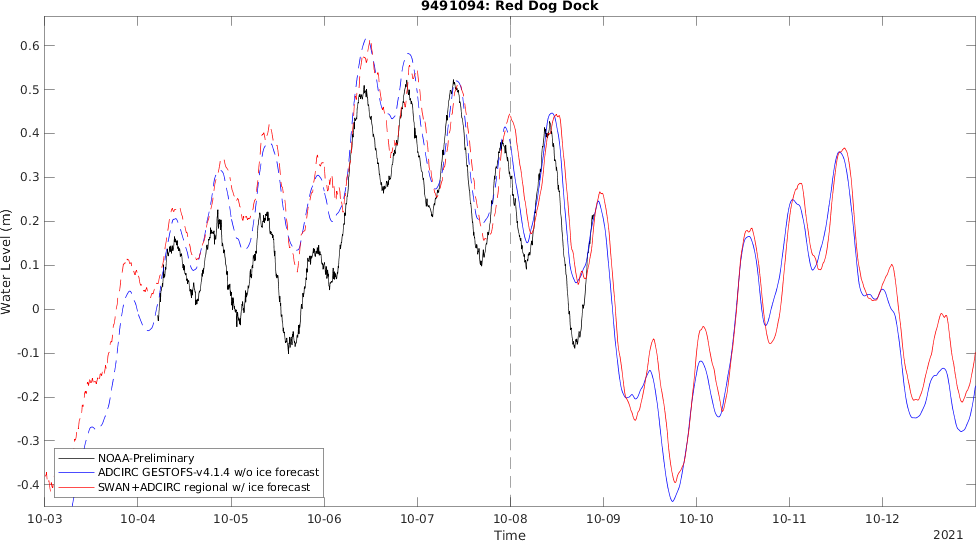 9491094: Red Dog Dock
Water Level (m)
0.6
0.5
0.4
0.3
0.2
0.1
0
-0.1
-0.2
-0.3
-0.4
NOAA-Preliminary
ADCIRC GESTOFS-v4.1.4 w/o ice forecast
SWAN+ADCIRC regional w/ ice forecast
10-03 10-04 10-05 10-06 10-07 10-08 10-09 10-10 10-11 10-12
Time
2021